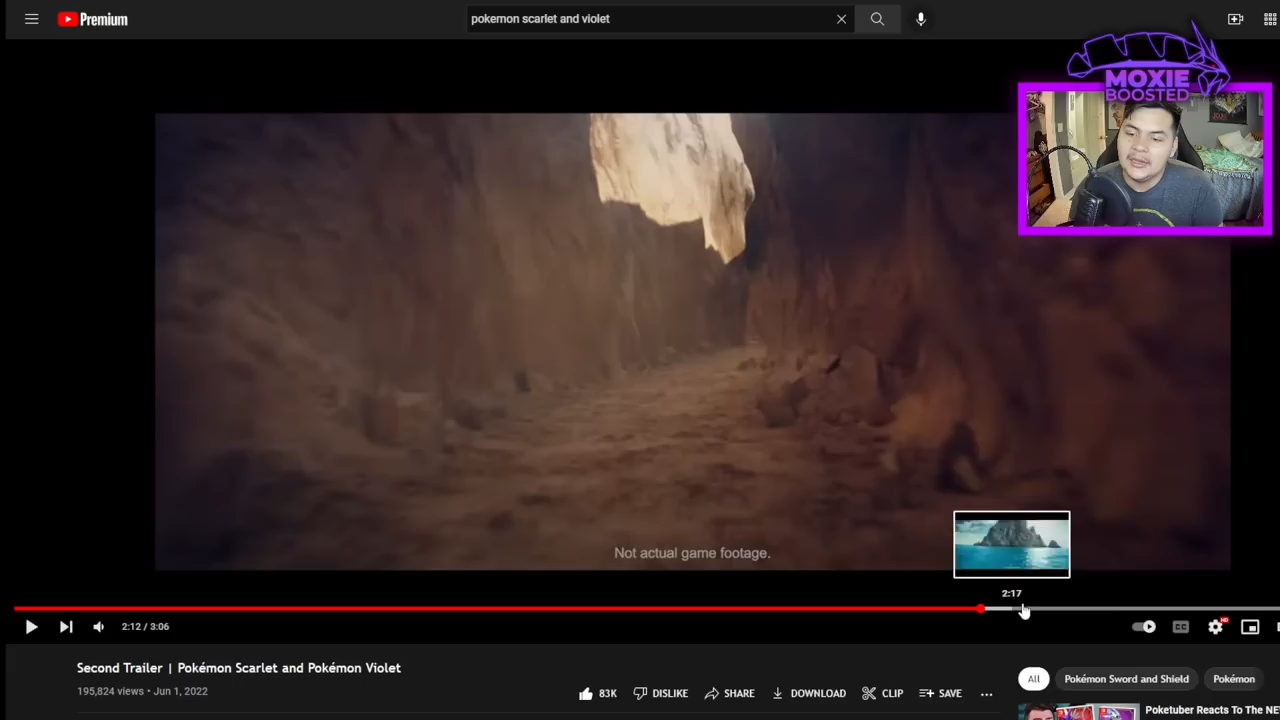 Premium
pokemon scarlet and violet
MOXIE
BOOSTED
Not actual game footage.
2:17
2:12 / 3:06
CC
HD
Second Trailer | Pokémon Scarlet and Pokémon Violet
195,824 views • Jun 1, 2022
83K
DISLIKE
SHARE
DOWNLOAD
CLIP
SAVE
All
Pokémon Sword and Shield
Pokémon
Poketuber Reacts To The NE